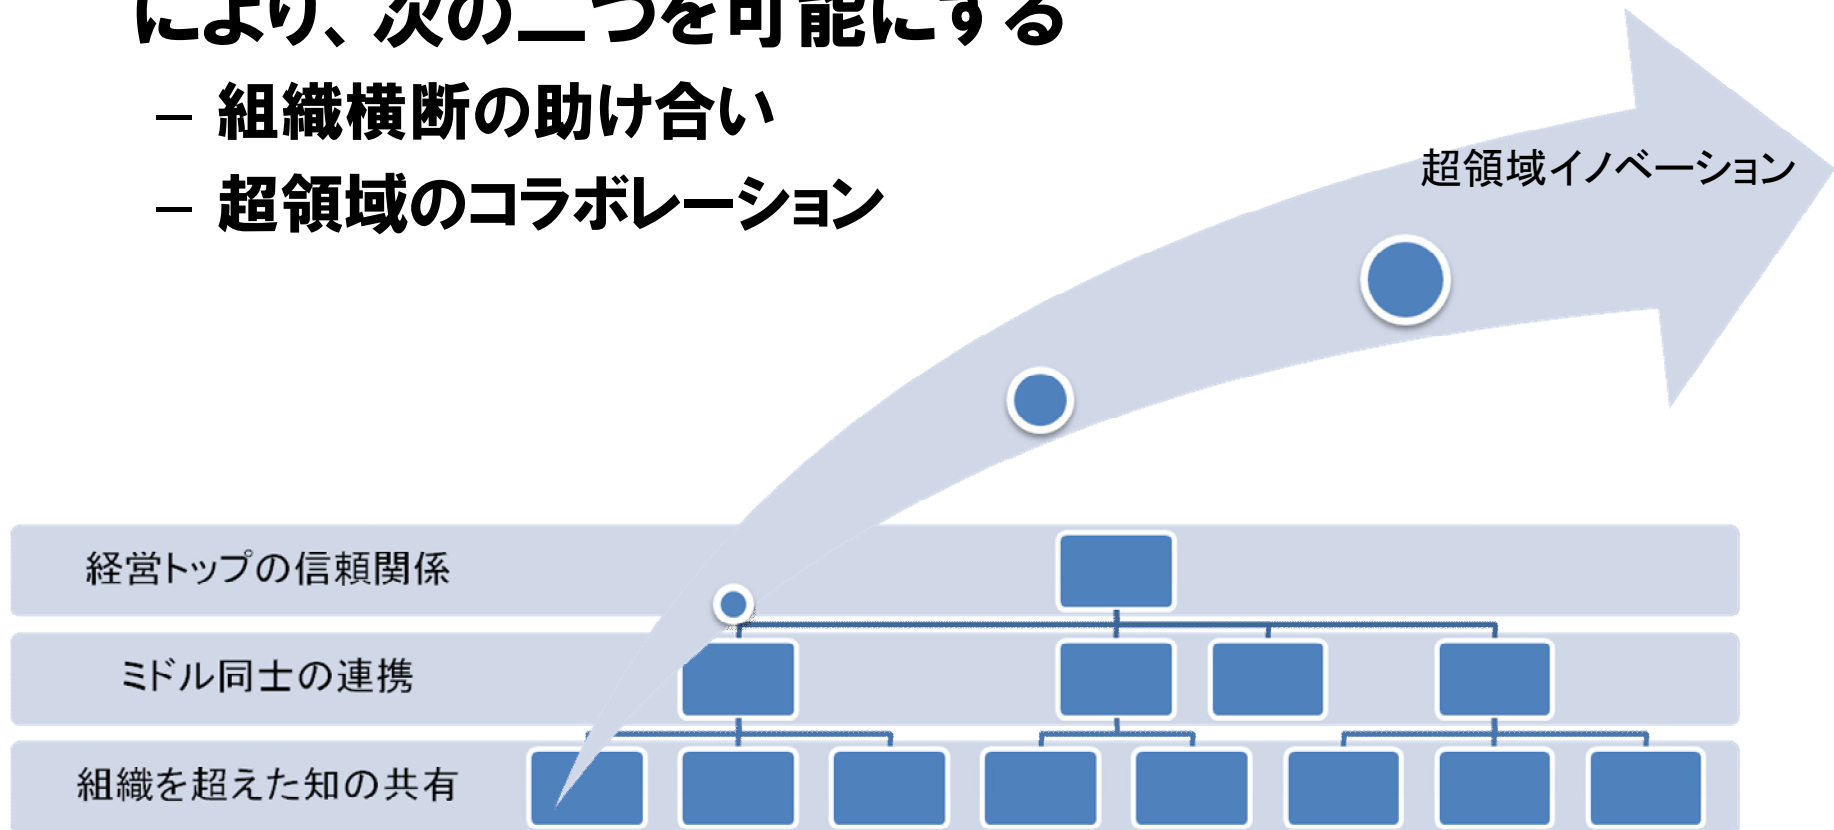 により、次の二つを可能にする
– 組織横断の助け合い
– 超領域のコラボレーション
超領域イノベーション
経営トップの信頼関係
ミドル同士の連携
組織を超えた知の共有